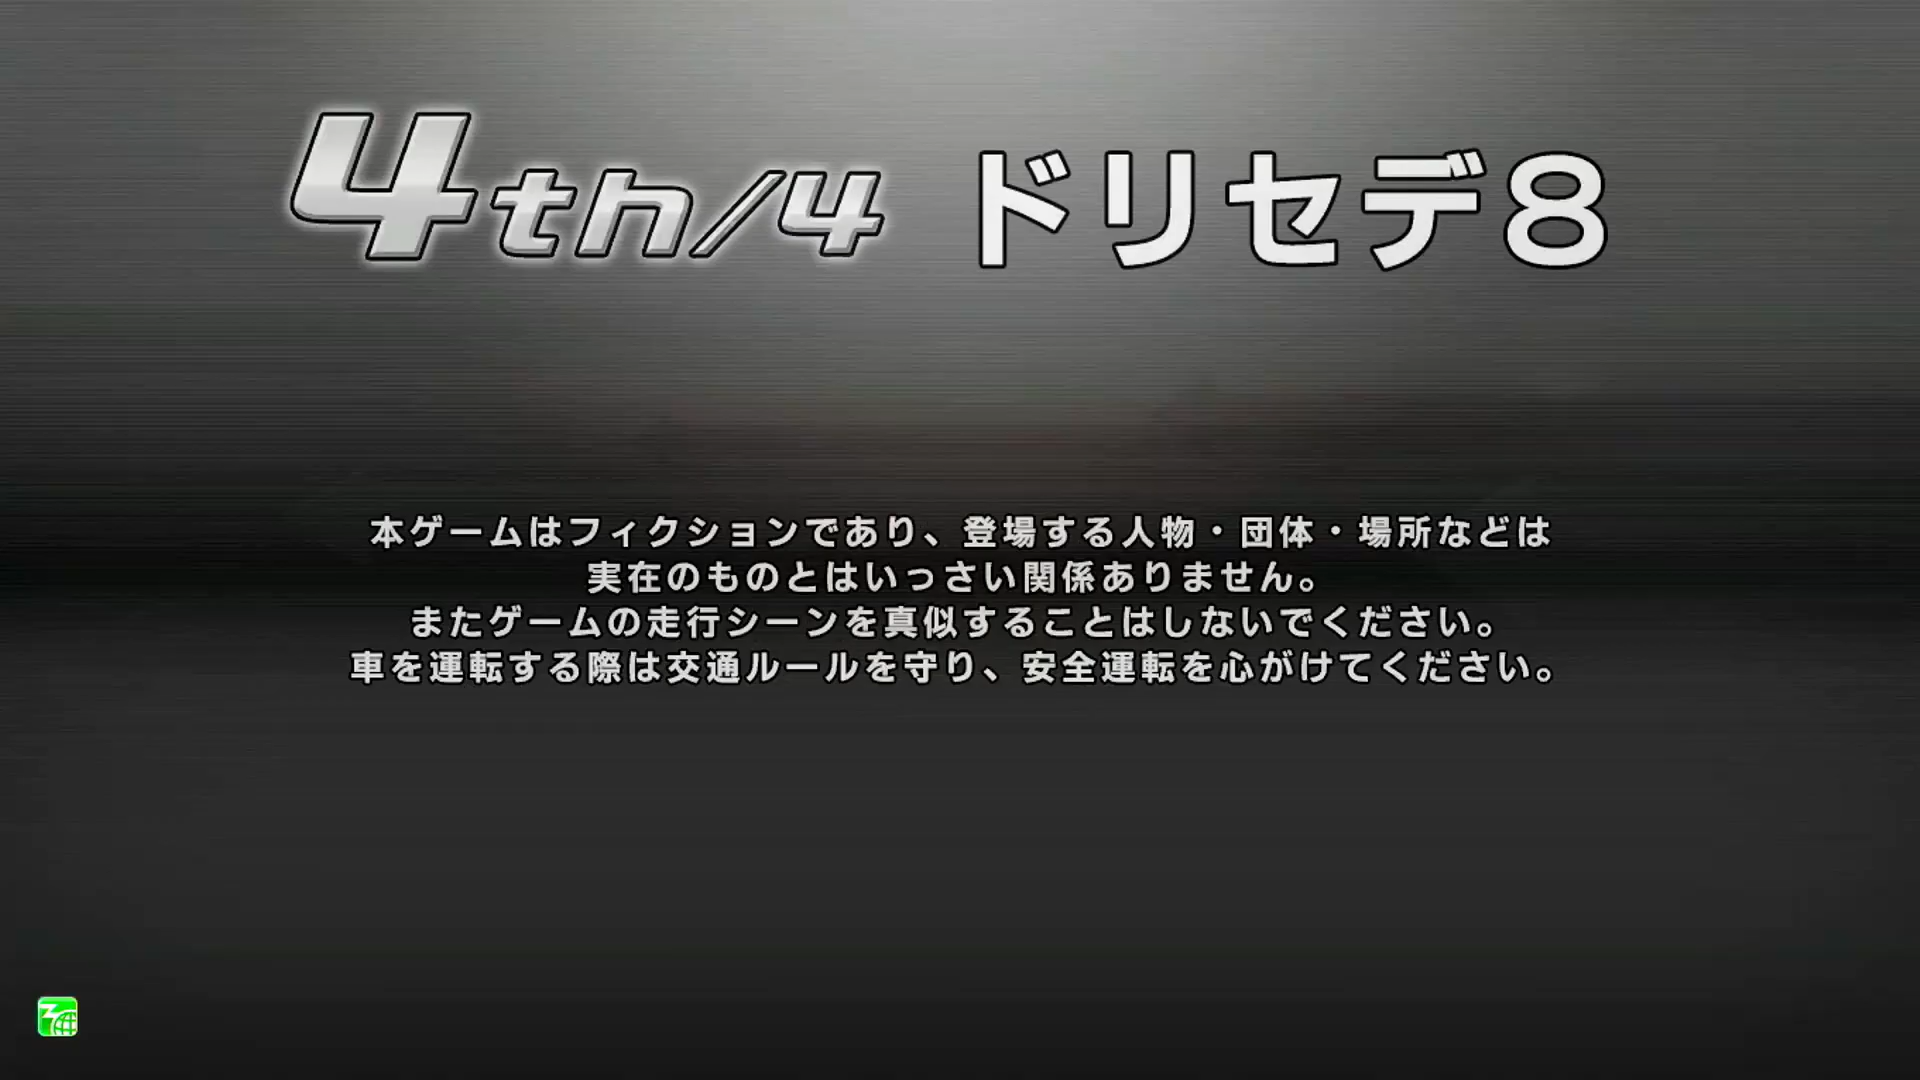 4th/4 ドリセデ8
本ゲームはフィクションであり、登場する人物・団体・場所などは
実在のものとはいっさい関係ありません。
またゲームの走行シーンを真似することはしないでください。
車を運転する際は交通ルールを守り、安全運転を心がけてください。